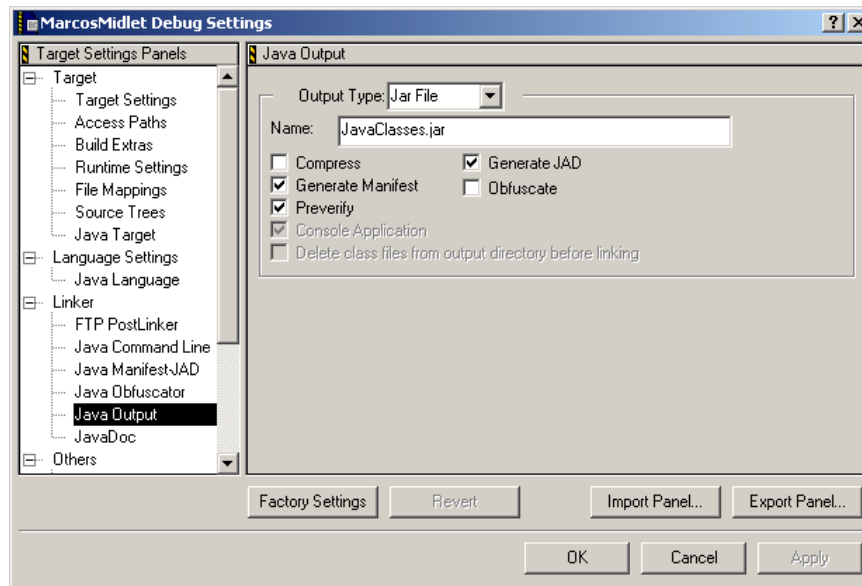 MarcosMidlet Debug Settings
Target Settings Panels
Target
Target Settings
Access Paths
Build Extras
Runtime Settings
File Mappings
Source Trees
Java Target
Language Settings
Java Language
Linker
FTP PostLinker
Java Command Line
Java Manifest-JAD
Java Obfuscator
Java Output
JavaDoc
Others
Java Output
Output Type: Jar File
Name: JavaClasses.jar
Compress
Generate JAD
Generate Manifest
Obfuscate
Preverify
Console Application
Delete class files from output directory before linking
Factory Settings
Revert
Import Panel...
Export Panel...
OK
Cancel
Apply